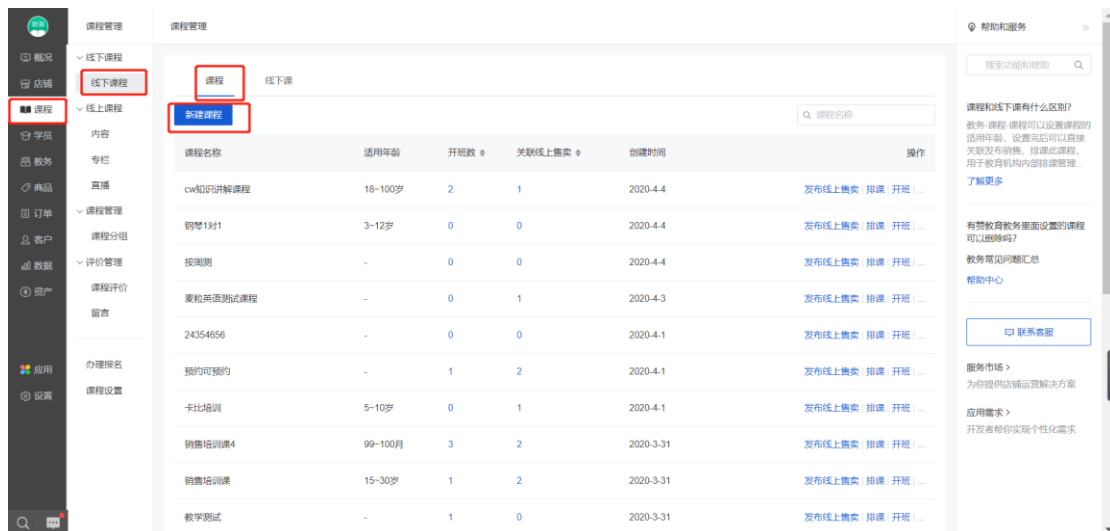 教育
课程管理
课程管理
帮助和服务
概况
店铺
课程
学员
教务
商品
订单
客户
数据
资产
应用
设置
线下课程
线下课程
线上课程
内容
专栏
直播
课程管理
课程分组
评价管理
课程评价
留言
办理报名
课程设置
课程 线下课
新建课程 课程名称
课程名称 适用年龄 开班数 关联线上售卖 创建时间 操作
cw知识讲解课程 18~100岁 2 1 2020-4-4 发布线上售卖 | 排课 | 开班 | ...
钢琴1对1 3~12岁 0 0 2020-4-4 发布线上售卖 | 排课 | 开班 | ...
按周测 - 0 0 2020-4-4 发布线上售卖 | 排课 | 开班 | ...
麦粒英语测试课程 - 0 1 2020-4-3 发布线上售卖 | 排课 | 开班 | ...
24354656 - 0 0 2020-4-1 发布线上售卖 | 排课 | 开班 | ...
预约可预约 - 1 2 2020-4-1 发布线上售卖 | 排课 | 开班 | ...
卡比培训 5~10岁 0 1 2020-4-1 发布线上售卖 | 排课 | 开班 | ...
销售培训课4 99~100月 3 2 2020-3-31 发布线上售卖 | 排课 | 开班 | ...
销售培训课 15~30岁 1 2 2020-3-31 发布线上售卖 | 排课 | 开班 | ...
教学测试 - 1 0 2020-3-31 发布线上售卖 | 排课 | 开班 | ...
搜索功能和帮助
课程和线下课有什么区别?
教务-课程-课程可以设置课程的
适用年龄，设置完后可以直接
关联发布销售，排课此课程，
用于教育机构内部排课管理...
了解更多
有赞教育教务里面设置的课程
可以删除吗?
教务常见问题汇总
帮助中心
联系客服
服务市场 >
为你提供店铺运营解决方案
应用需求 >
开发者帮你实现个性化需求